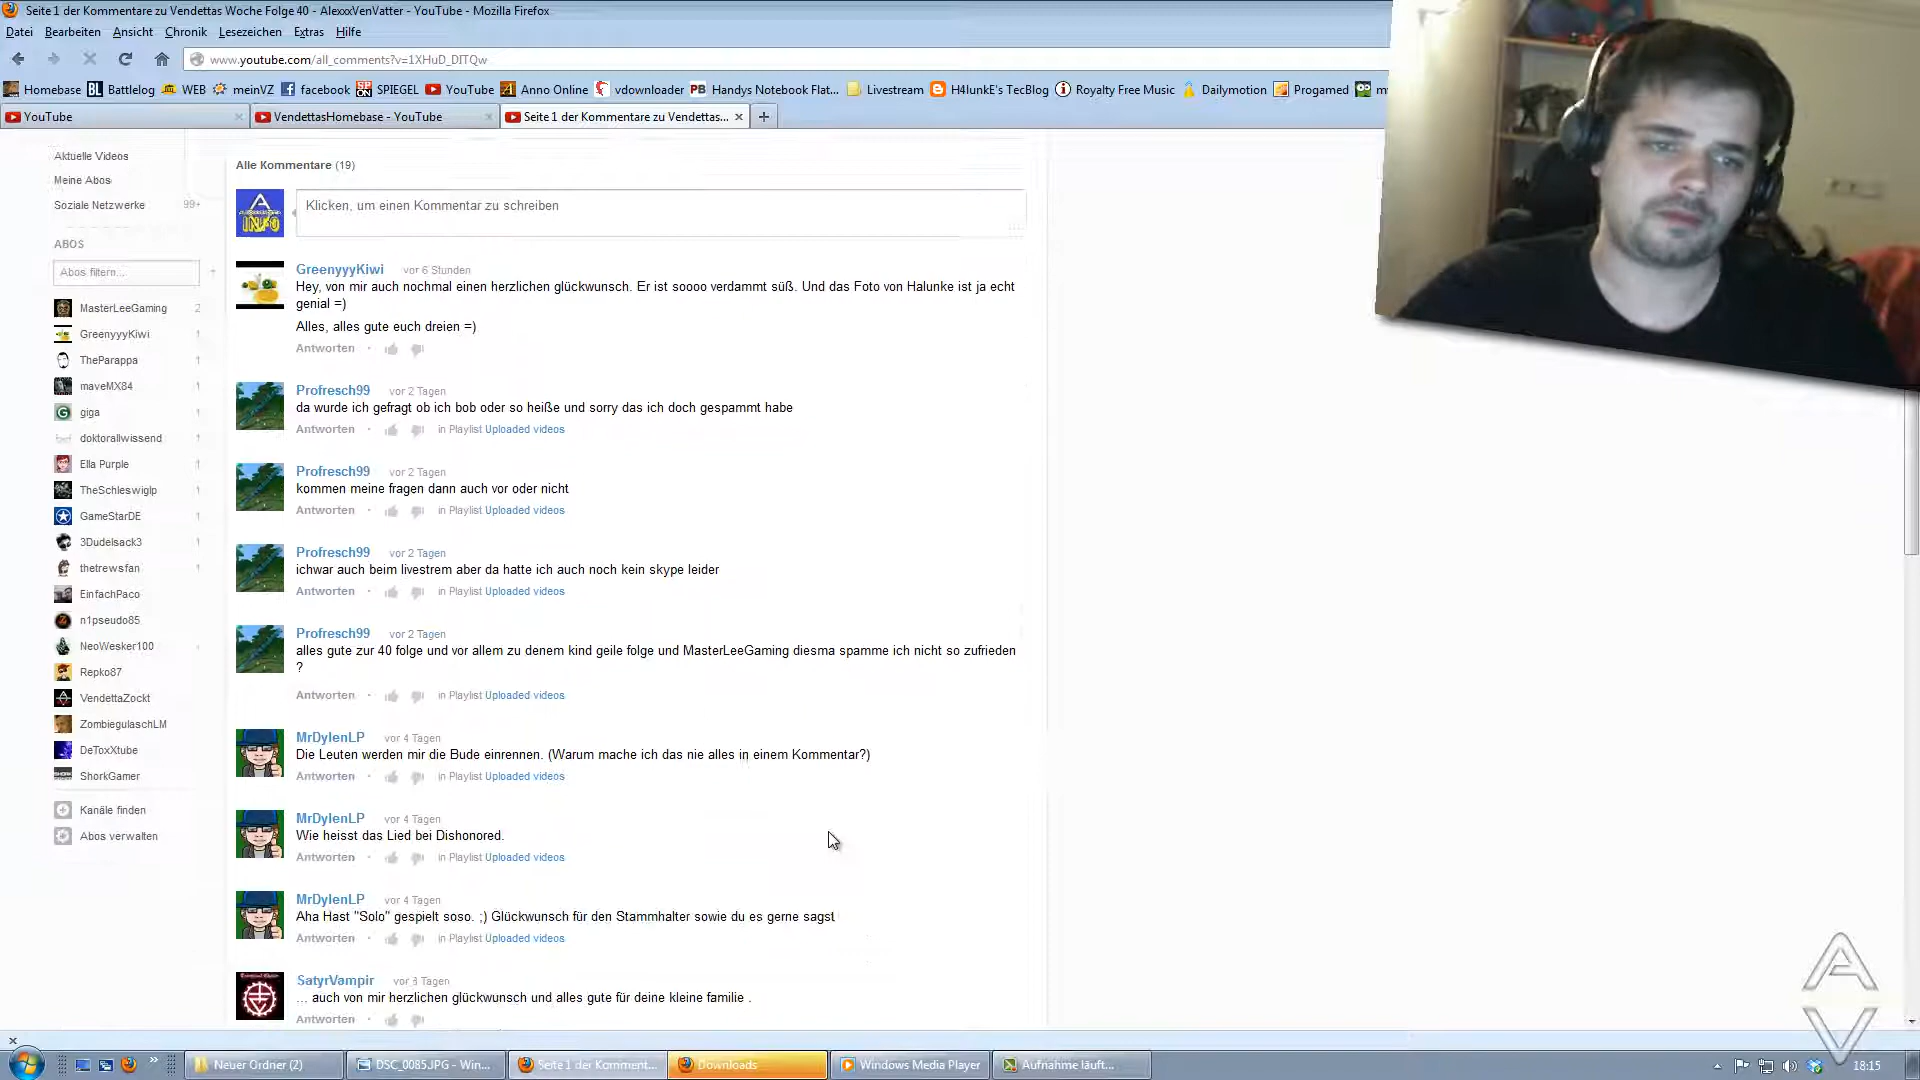 Seite 1 der Kommentare zu Vendettas Woche Folge 40 - AlexxxVenVatter - YouTube - Mozilla Firefox
Datei Bearbeiten Ansicht Chronik Lesezeichen Extras Hilfe
www.youtube.com/all_comments?v=1XHuD_DITQw
Homebase BL Battlelog WEB meinVZ facebook SPIEGEL YouTube Anno Online vdownloader PB Handys Notebook Flat... Livestream H4lunkE's TecBlog Royalty Free Music Dailymotion Progamed
YouTube VendettasHomebase - YouTube Seite 1 der Kommentare zu Vendettas...
Aktuelle Videos
Meine Abos
Soziale Netzwerke 99+
ABOS
Abos filtern...
MasterLeeGaming 2
GreenyyyKiwi 1
TheParappa 1
maveMX84 1
giga 1
doktorallwissend 1
Ella Purple 1
TheSchleswiglp 1
GameStarDE 1
3Dudelsack3 1
thetrewsfan 1
EinfachPaco
n1pseudo85
NeoWesker100
Repko87
VendettaZockt
ZombiegulaschLM
DeToxXtube
ShorkGamer
Kanäle finden
Abos verwalten
Alle Kommentare (19)
INFO
Klicken, um einen Kommentar zu schreiben
GreenyyyKiwi vor 6 Stunden
Hey, von mir auch nochmal einen herzlichen glückwunsch. Er ist soooo verdammt süß. Und das Foto von Halunke ist ja echt
genial =)
Alles, alles gute euch dreien =)
Antworten
Profresch99 vor 2 Tagen
da wurde ich gefragt ob ich bob oder so heiße und sorry das ich doch gespammt habe
Antworten in Playlist Uploaded videos
Profresch99 vor 2 Tagen
kommen meine fragen dann auch vor oder nicht
Antworten in Playlist Uploaded videos
Profresch99 vor 2 Tagen
ichwar auch beim livestrem aber da hatte ich auch noch kein skype leider
Antworten in Playlist Uploaded videos
Profresch99 vor 2 Tagen
alles gute zur 40 folge und vor allem zu denem kind geile folge und MasterLeeGaming diesma spamme ich nicht so zufrieden
?
Antworten in Playlist Uploaded videos
MrDylenLP vor 4 Tagen
Die Leuten werden mir die Bude einrennen. (Warum mache ich das nie alles in einem Kommentar?)
Antworten in Playlist Uploaded videos
MrDylenLP vor 4 Tagen
Wie heisst das Lied bei Dishonored.
Antworten in Playlist Uploaded videos
MrDylenLP vor 4 Tagen
Aha Hast "Solo" gespielt soso. ;) Glückwunsch für den Stammhalter sowie du es gerne sagst
Antworten in Playlist Uploaded videos
SatyrVampir vor Tagen
... auch von mir herzlichen glückwunsch und alles gute für deine kleine familie .
Antworten
Neuer Ordner (2) DSC_0085.JPG - Win... Seite 1 der Komment... Downloads Windows Media Player Aufnahme läuft... 18:15